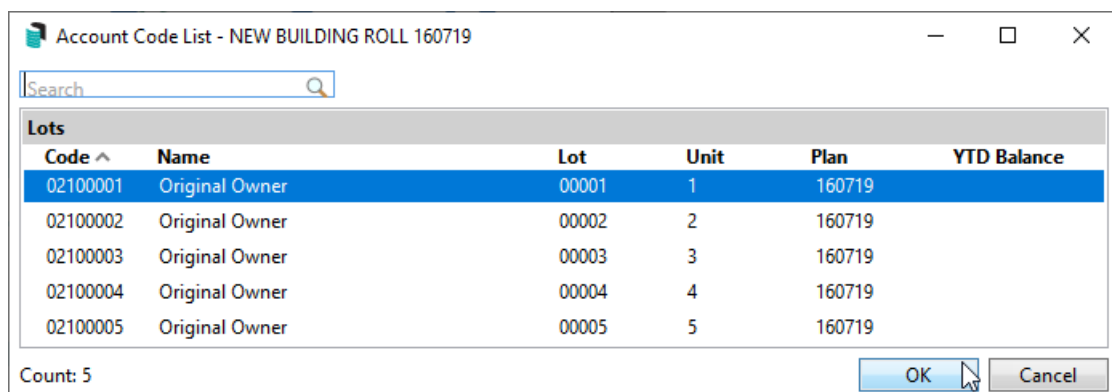 Account Code List - NEW BUILDING ROLL 160719
Search
Lots
Code Name Lot Unit Plan YTD Balance
02100001 Original Owner 00001 1 160719
02100002 Original Owner 00002 2 160719
02100003 Original Owner 00003 3 160719
02100004 Original Owner 00004 4 160719
02100005 Original Owner 00005 5 160719
Count: 5 OK Cancel